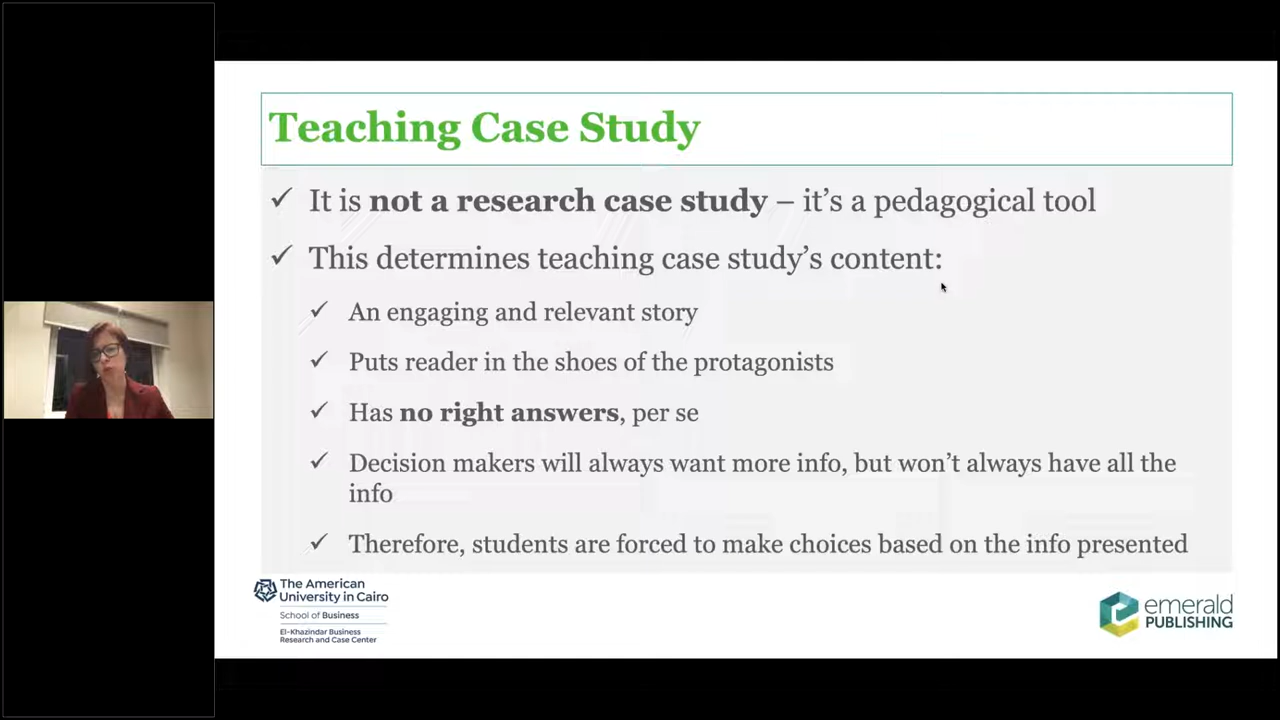 Teaching Case Study
✓ It is not a research case study – it's a pedagogical tool
✓ This determines teaching case study's content:
✓ An engaging and relevant story
✓ Puts reader in the shoes of the protagonists
✓ Has no right answers, per se
✓ Decision makers will always want more info, but won't always have all the
info
✓ Therefore, students are forced to make choices based on the info presented
The American
University in Cairo
School of Business
El-Khazindar Business
Research and Case Center
emerald
PUBLISHING